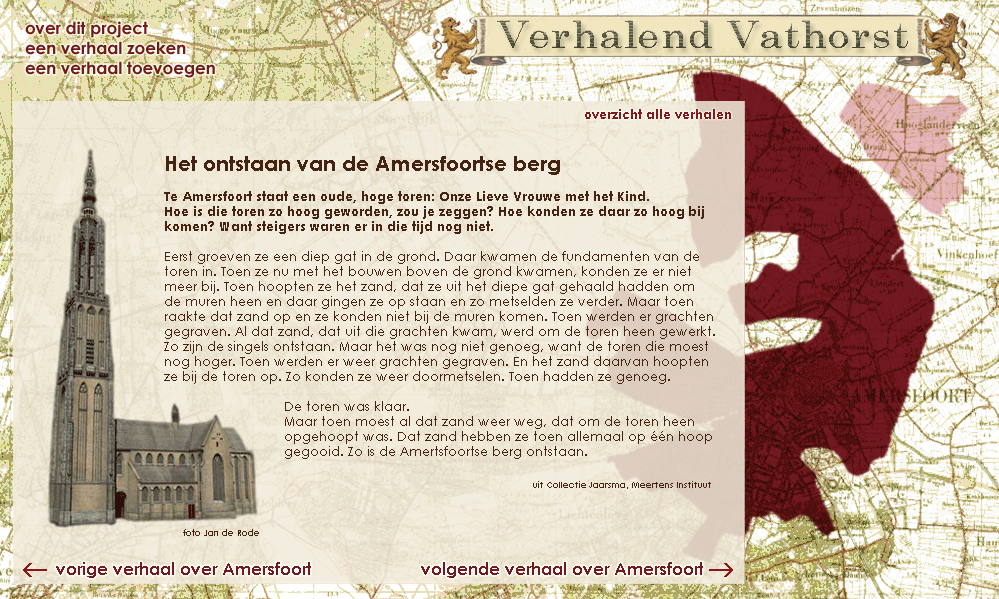 over dit project
een verhaal zoeken
een verhaal toevoegen
Verhalend Vathorst
overzicht alle verhalen
Het ontstaan van de Amersfoortse berg
Te Amersfoort staat een oude, hoge toren: Onze Lieve Vrouwe met het Kind.
Hoe is die toren zo hoog geworden, zou je zeggen? Hoe konden ze daar zo hoog bij
komen? Want steigers waren er in die tijd nog niet.
Eerst groeven ze een diep gat in de grond. Daar kwamen de fundamenten van de
toren in. Toen ze nu met het bouwen boven de grond kwamen, konden ze er niet
meer bij. Toen hoopten ze het zand, dat ze uit het diepe gat gehaald hadden om
de muren heen en daar gingen ze op staan en zo metselden ze verder. Maar toen
raakte dat zand op en ze konden niet bij de muren komen. Toen werden er grachten
gegraven. Al dat zand, dat uit die grachten kwam, werd om de toren heen gewerkt.
Zo zijn de singels ontstaan. Maar het was nog niet genoeg, want de toren die moest
nog hoger. Toen werden er weer grachten gegraven. En het zand daarvan hoopten
ze bij de toren op. Zo konden ze weer doormetselen. Toen hadden ze genoeg.
De toren was klaar.
Maar toen moest al dat zand weer weg, dat om de toren heen
opgehoopt was. Dat zand hebben ze toen allemaal op één hoop
gegooid. Zo is de Amertsfoortse berg ontstaan.
uit Collectie Jaarsma, Meertens Instituut
foto Jan de Rode
← vorige verhaal over Amersfoort
volgende verhaal over Amersfoort →
Zevenhuizen
Hooglanderveen
Vinkenhoef
AMERSFOORT